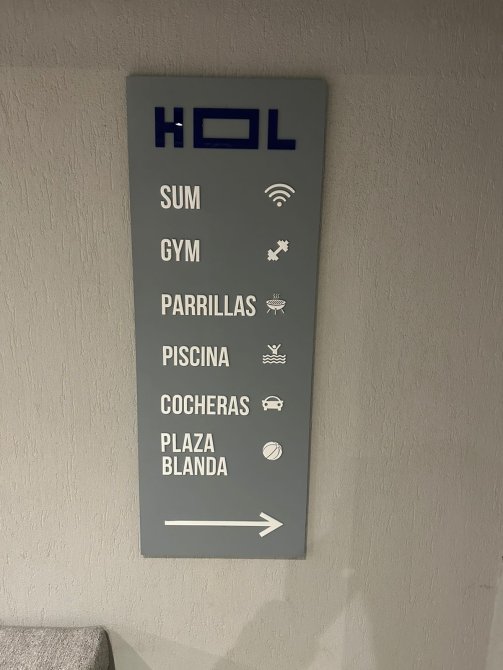 HOL
SUM
GYM
PARRILLAS
PISCINA
COCHERAS
PLAZA
BLANDA